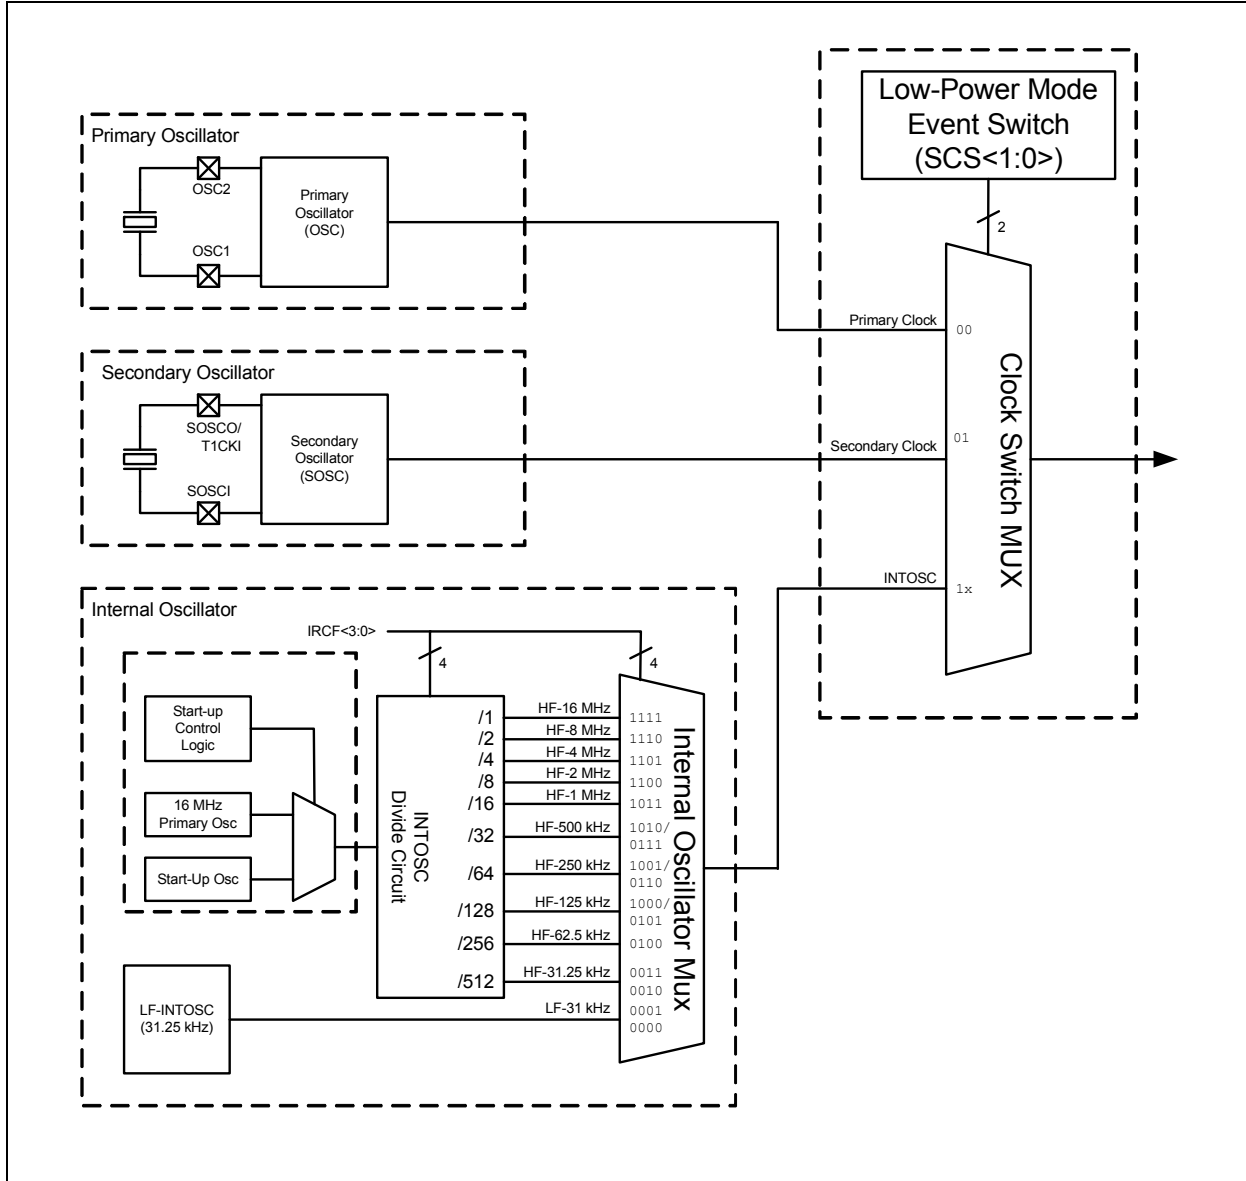 Low-Power Mode
Event Switch
(SCS<1:0>)
2
Primary Oscillator
OSC2
OSC1
Primary
Oscillator
(OSC)
Primary Clock
00
Secondary Oscillator
SOSCO/
T1CKI
SOSCI
Secondary
Oscillator
(SOSC)
Secondary Clock
01
INTOSC
1x
Clock Switch MUX
Internal Oscillator
IRCF<3:0>
4
4
Start-up
Control
Logic
16 MHz
Primary Osc
Start-Up Osc
LF-INTOSC
(31.25 kHz)
INTOSC
Divide Circuit
/1
/2
/4
/8
/16
/32
/64
/128
/256
/512
HF-16 MHz
HF-8 MHz
HF-4 MHz
HF-2 MHz
HF-1 MHz
HF-500 kHz
HF-250 kHz
HF-125 kHz
HF-62.5 kHz
HF-31.25 kHz
LF-31 kHz
1111
1110
1101
1100
1011
1010/
0111
1001/
0110
1000/
0101
0100
0011
0010
0001
0000
Internal Oscillator Mux